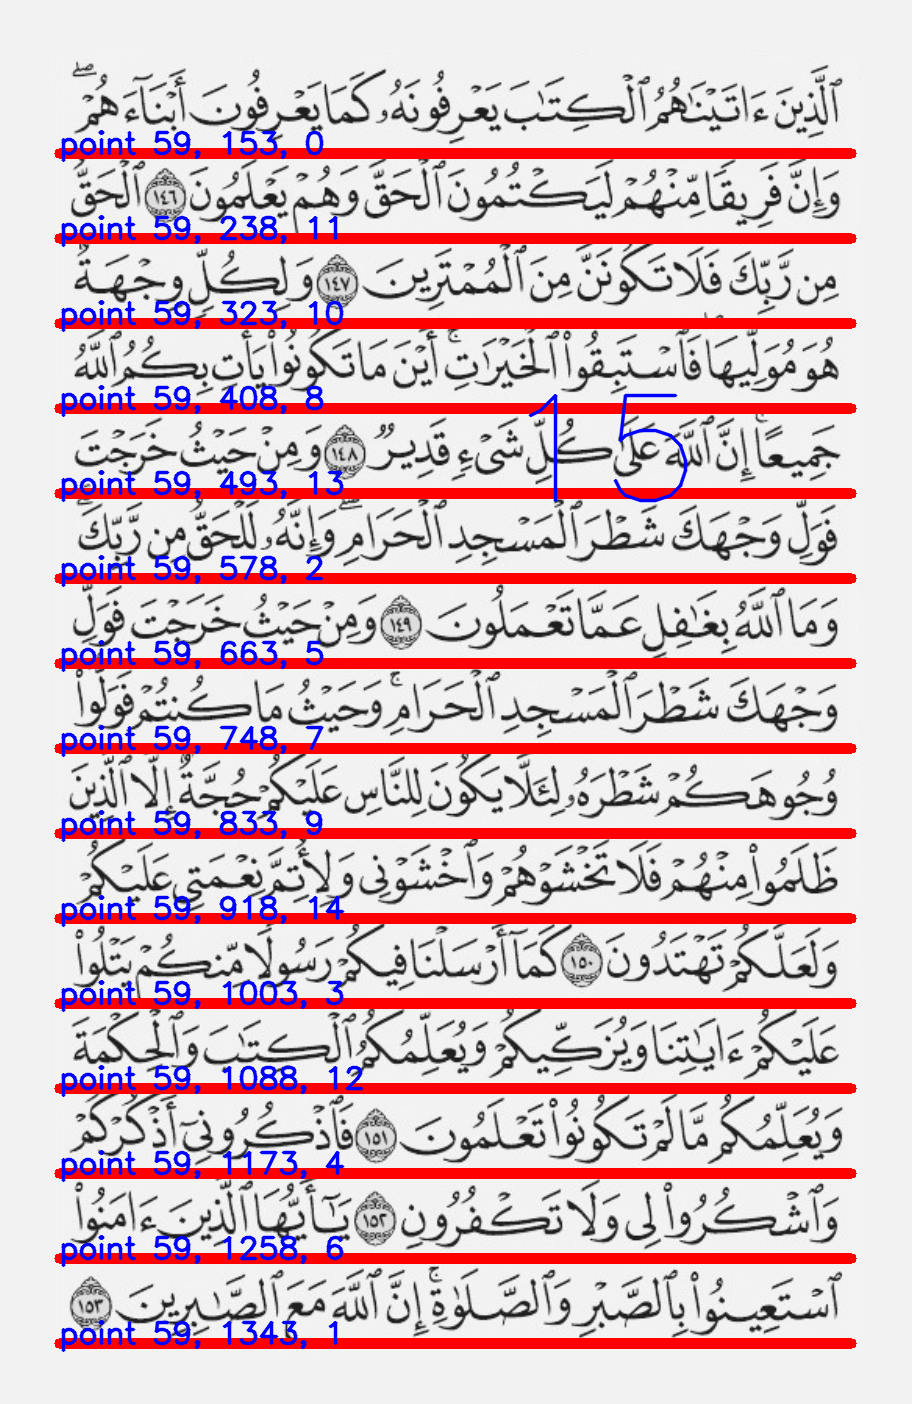 ٱلَّذِينَ ءَاتَيْنَٰهُمُ ٱلْكِتَٰبَ يَعْرِفُونَهُۥ كَمَا يَعْرِفُونَ أَبْنَآءَهُمْ ۖ
point 59, 153, 0
وَإِنَّ فَرِيقًا مِّنْهُمْ لَيَكْتُمُونَ ٱلْحَقَّ وَهُمْ يَعْلَمُونَ ١٤٦ ٱلْحَقُّ
point 59, 238, 11
مِن رَّبِّكَ فَلَا تَكُونَنَّ مِنَ ٱلْمُمْتَرِينَ ١٤٧ وَلِكُلٍّ وِجْهَةٌ
point 59, 323, 10
هُوَ مُوَلِّيهَا فَٱسْتَبِقُوا۟ ٱلْخَيْرَٰتِ ۚ أَيْنَ مَا تَكُونُوا۟ يَأْتِ بِكُمُ ٱللَّهُ
point 59, 408, 8
15
جَمِيعًا ۚ إِنَّ ٱللَّهَ عَلَىٰ كُلِّ شَىْءٍ قَدِيرٌ ١٤٨ وَمِنْ حَيْثُ خَرَجْتَ
point 59, 493, 13
فَوَلِّ وَجْهَكَ شَطْرَ ٱلْمَسْجِدِ ٱلْحَرَامِ ۖ وَإِنَّهُۥ لَلْحَقُّ مِن رَّبِّكَ ۗ
point 59, 578, 2
وَمَا ٱللَّهُ بِغَٰفِلٍ عَمَّا تَعْمَلُونَ ١٤٩ وَمِنْ حَيْثُ خَرَجْتَ فَوَلِّ
point 59, 663, 5
وَجْهَكَ شَطْرَ ٱلْمَسْجِدِ ٱلْحَرَامِ ۚ وَحَيْثُ مَا كُنتُمْ فَوَلُّوا۟
point 59, 748, 7
وُجُوهَكُمْ شَطْرَهُۥ لِئَلَّا يَكُونَ لِلنَّاسِ عَلَيْكُمْ حُجَّةٌ إِلَّا ٱلَّذِينَ
point 59, 833, 9
ظَلَمُوا۟ مِنْهُمْ فَلَا تَخْشَوْهُمْ وَٱخْشَوْنِى وَلِأُتِمَّ نِعْمَتِى عَلَيْكُمْ
point 59, 918, 14
وَلَعَلَّكُمْ تَهْتَدُونَ ١٥٠ كَمَآ أَرْسَلْنَا فِيكُمْ رَسُولًا مِّنكُمْ يَتْلُوا۟
point 59, 1003, 3
عَلَيْكُمْ ءَايَٰتِنَا وَيُزَكِّيكُمْ وَيُعَلِّمُكُمُ ٱلْكِتَٰبَ وَٱلْحِكْمَةَ
point 59, 1088, 12
وَيُعَلِّمُكُم مَّا لَمْ تَكُونُوا۟ تَعْلَمُونَ ١٥١ فَٱذْكُرُونِىٓ أَذْكُرْكُمْ
point 59, 1173, 4
وَٱشْكُرُوا۟ لِى وَلَا تَكْفُرُونِ ١٥٢ يَٰٓأَيُّهَا ٱلَّذِينَ ءَامَنُوا۟
point 59, 1258, 6
ٱسْتَعِينُوا۟ بِٱلصَّبْرِ وَٱلصَّلَوٰةِ ۚ إِنَّ ٱللَّهَ مَعَ ٱلصَّٰبِرِينَ ١٥٣
point 59, 1343, 1